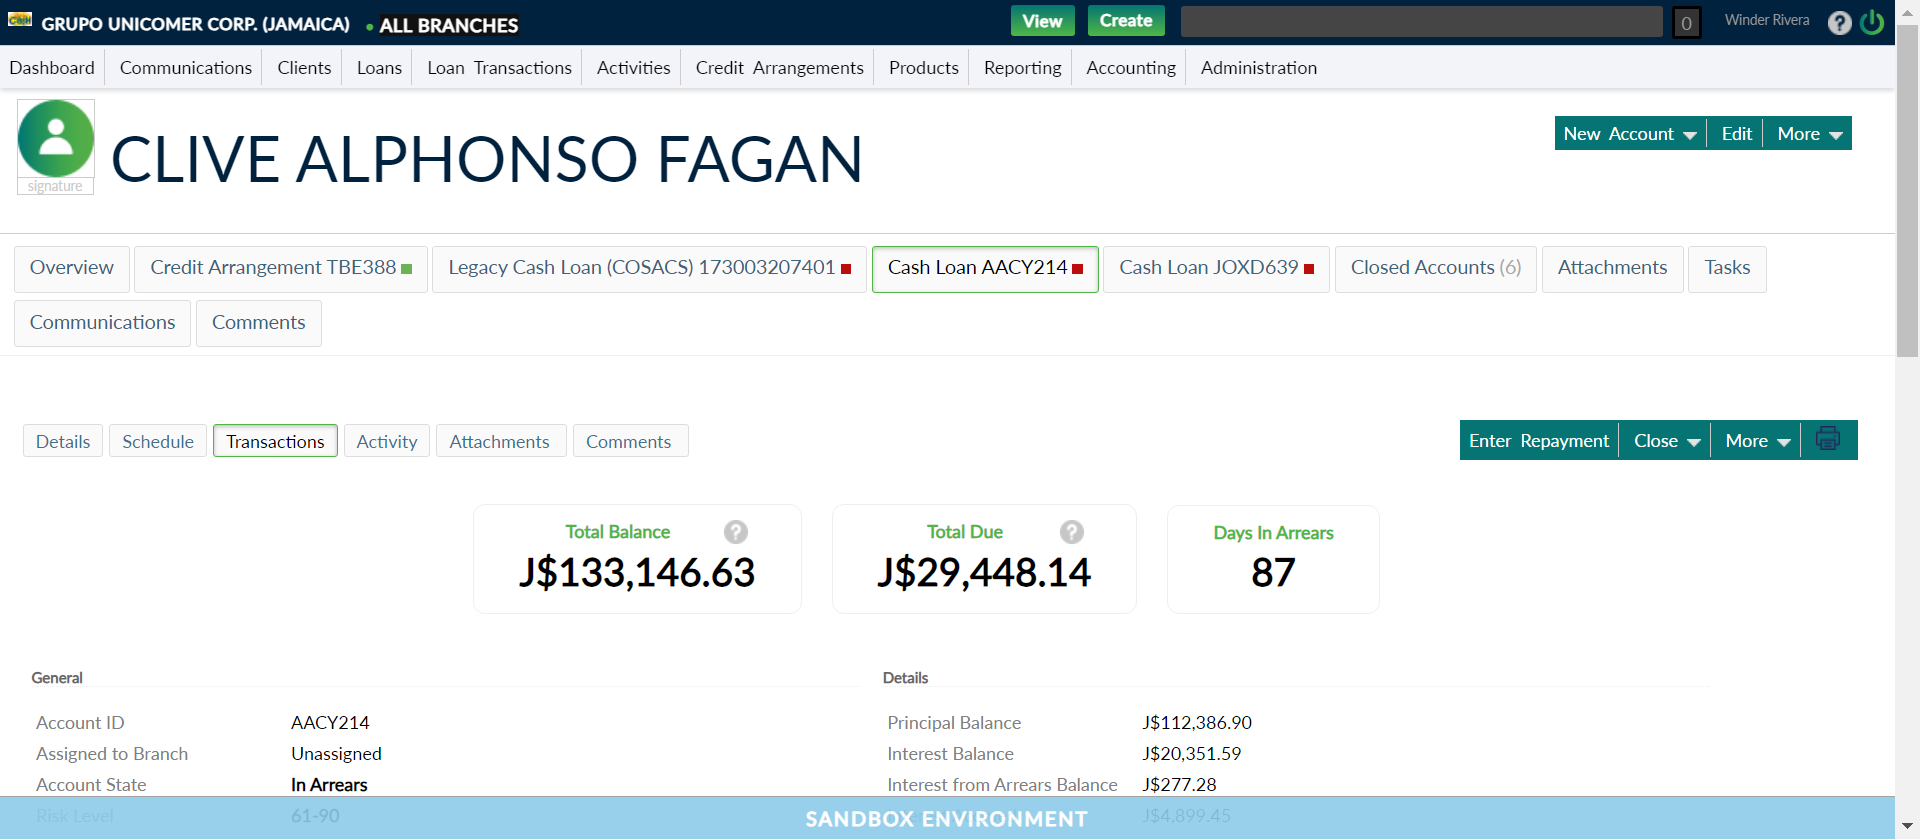 GRUPO UNICOMER CORP. (JAMAICA) ● ALL BRANCHES View Create 0 Winder Rivera ?
Dashboard Communications Clients Loans Loan Transactions Activities Credit Arrangements Products Reporting Accounting Administration
signature
CLIVE ALPHONSO FAGAN
New Account Edit More
Overview Credit Arrangement TBE388 Legacy Cash Loan (COSACS) 173003207401 Cash Loan AACY214 Cash Loan JOXD639 Closed Accounts (6) Attachments Tasks
Communications Comments
Details Schedule Transactions Activity Attachments Comments
Enter Repayment Close More
Total Balance ? Total Due ? Days In Arrears
J$133,146.63 J$29,448.14 87
General Details
Account ID AACY214 Principal Balance J$112,386.90
Assigned to Branch Unassigned Interest Balance J$20,351.59
Account State In Arrears Interest from Arrears Balance J$277.28
Risk Level 61-90 J$4,899.45
SANDBOX ENVIRONMENT